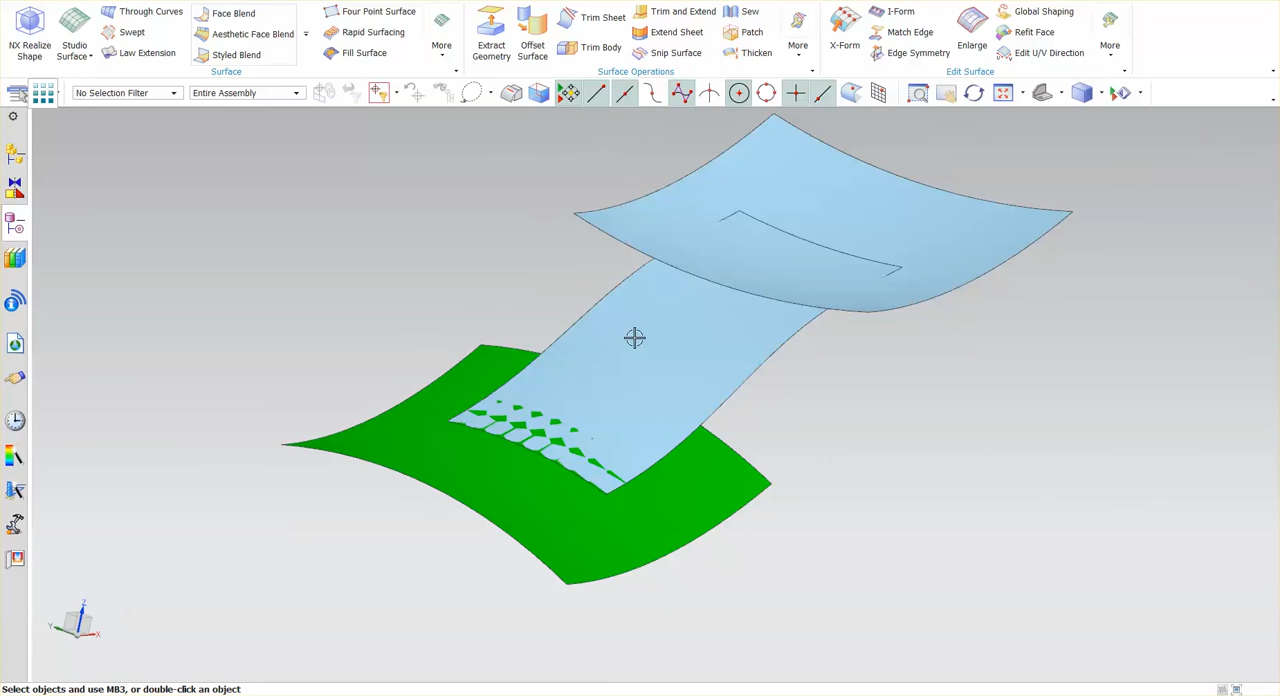 Through Curves
Face Blend
Four Point Surface
Trim Sheet
Trim and Extend
Sew
I-Form
Global Shaping
Swept
Aesthetic Face Blend
Rapid Surfacing
Extend Sheet
Patch
Match Edge
Refit Face
NX Realize
Shape
Studio
Surface
Law Extension
Styled Blend
Fill Surface
More
Extract
Geometry
Offset
Surface
Trim Body
Snip Surface
Thicken
More
X-Form
Edge Symmetry
Enlarge
Edit U/V Direction
More
Surface
Surface Operations
Edit Surface
No Selection Filter
Entire Assembly
Z
Y
X
Select objects and use MB3, or double-click an object